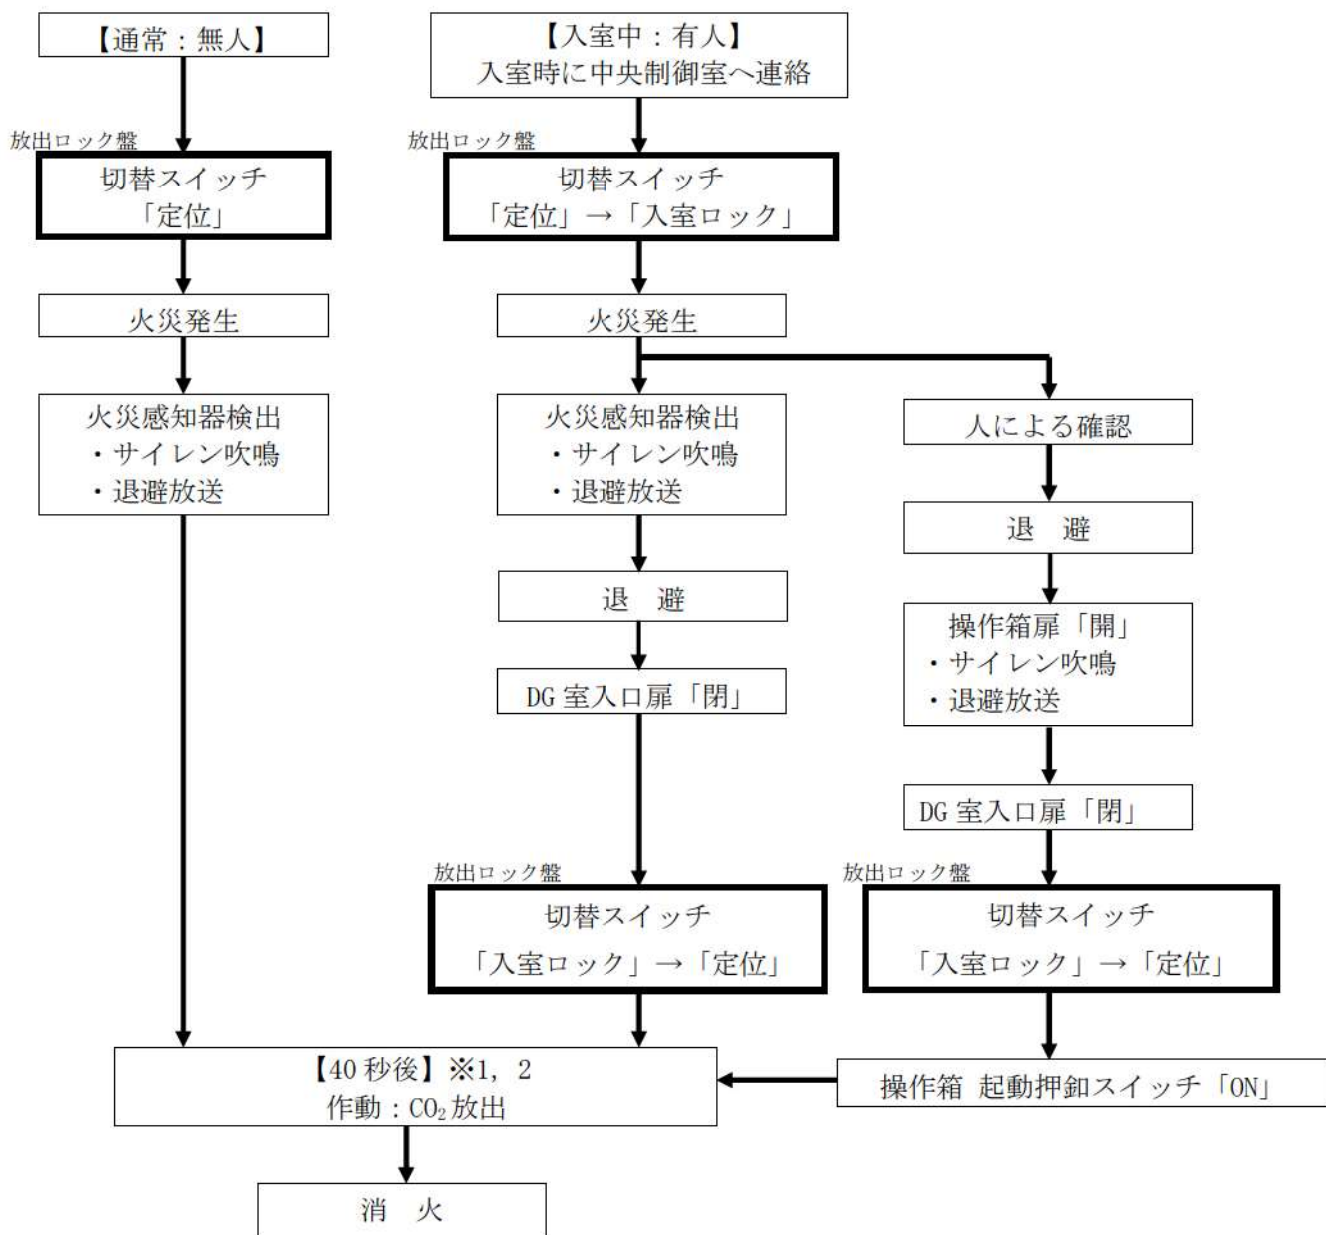 【通常：無人】
放出ロック盤
切替スイッチ
「定位」
火災発生
火災感知器検出
・サイレン吹鳴
・退避放送
【入室中：有人】
入室時に中央制御室へ連絡
放出ロック盤
切替スイッチ
「定位」→「入室ロック」
火災発生
火災感知器検出
・サイレン吹鳴
・退避放送
退　避
DG 室入口扉「閉」
放出ロック盤
切替スイッチ
「入室ロック」→「定位」
人による確認
退　避
操作箱扉「開」
・サイレン吹鳴
・退避放送
DG 室入口扉「閉」
放出ロック盤
切替スイッチ
「入室ロック」→「定位」
操作箱 起動押釦スイッチ「ON」
【40 秒後】※1, 2
作動：CO₂放出
消　火